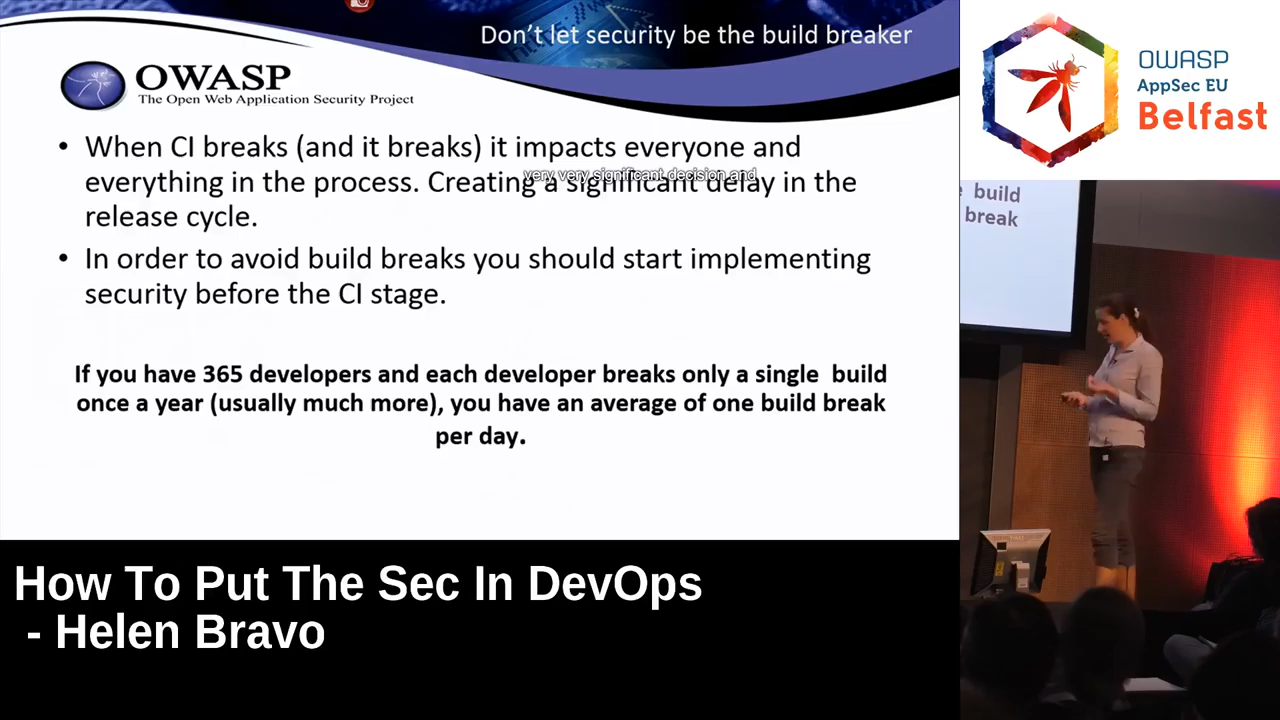 Don't let security be the build breaker
OWASP
The Open Web Application Security Project
• When CI breaks (and it breaks) it impacts everyone and
everything in the process. Creating a significant delay in the
release cycle.
very very significant decision and
• In order to avoid build breaks you should start implementing
security before the CI stage.
If you have 365 developers and each developer breaks only a single build
once a year (usually much more), you have an average of one build break
per day.
OWASP
AppSec EU
Belfast
build
break
How To Put The Sec In DevOps
- Helen Bravo